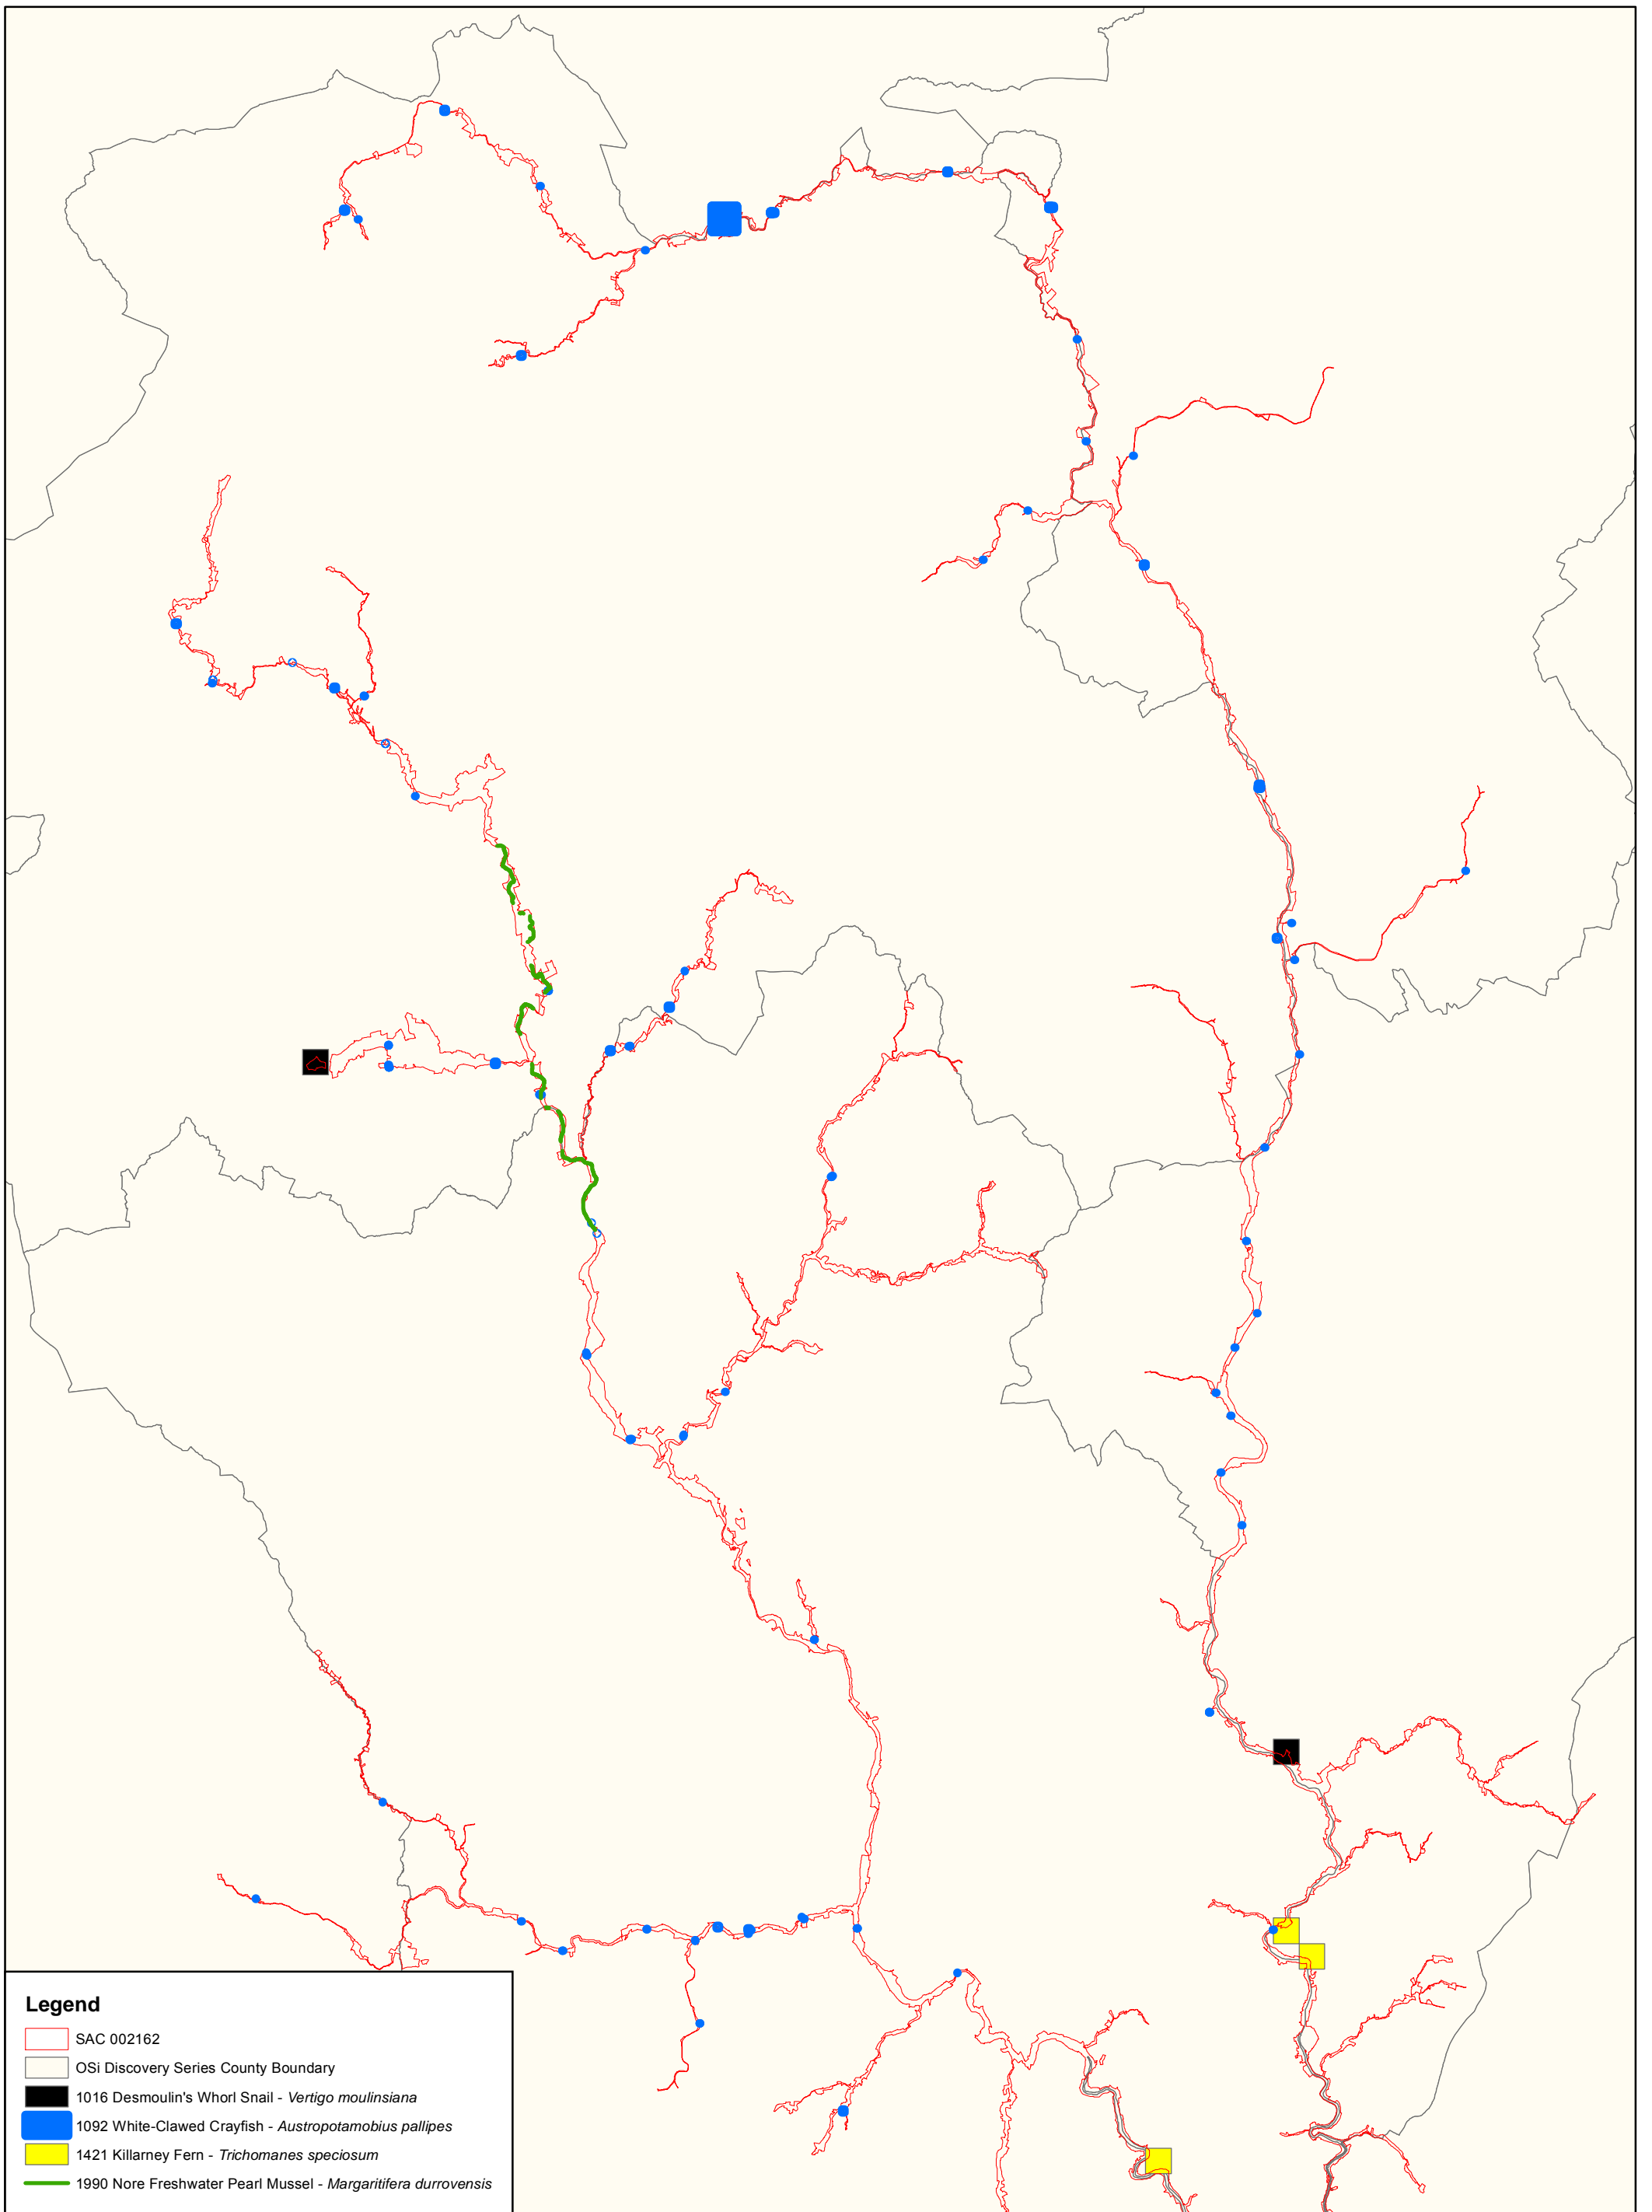 Legend
SAC 002162
OSi Discovery Series County Boundary
1016 Desmoulin's Whorl Snail - Vertigo moulinsiana
1092 White-Clawed Crayfish - Austropotamobius pallipes
1421 Killarney Fern - Trichomanes speciosum
1990 Nore Freshwater Pearl Mussel - Margaritifera durrovensis